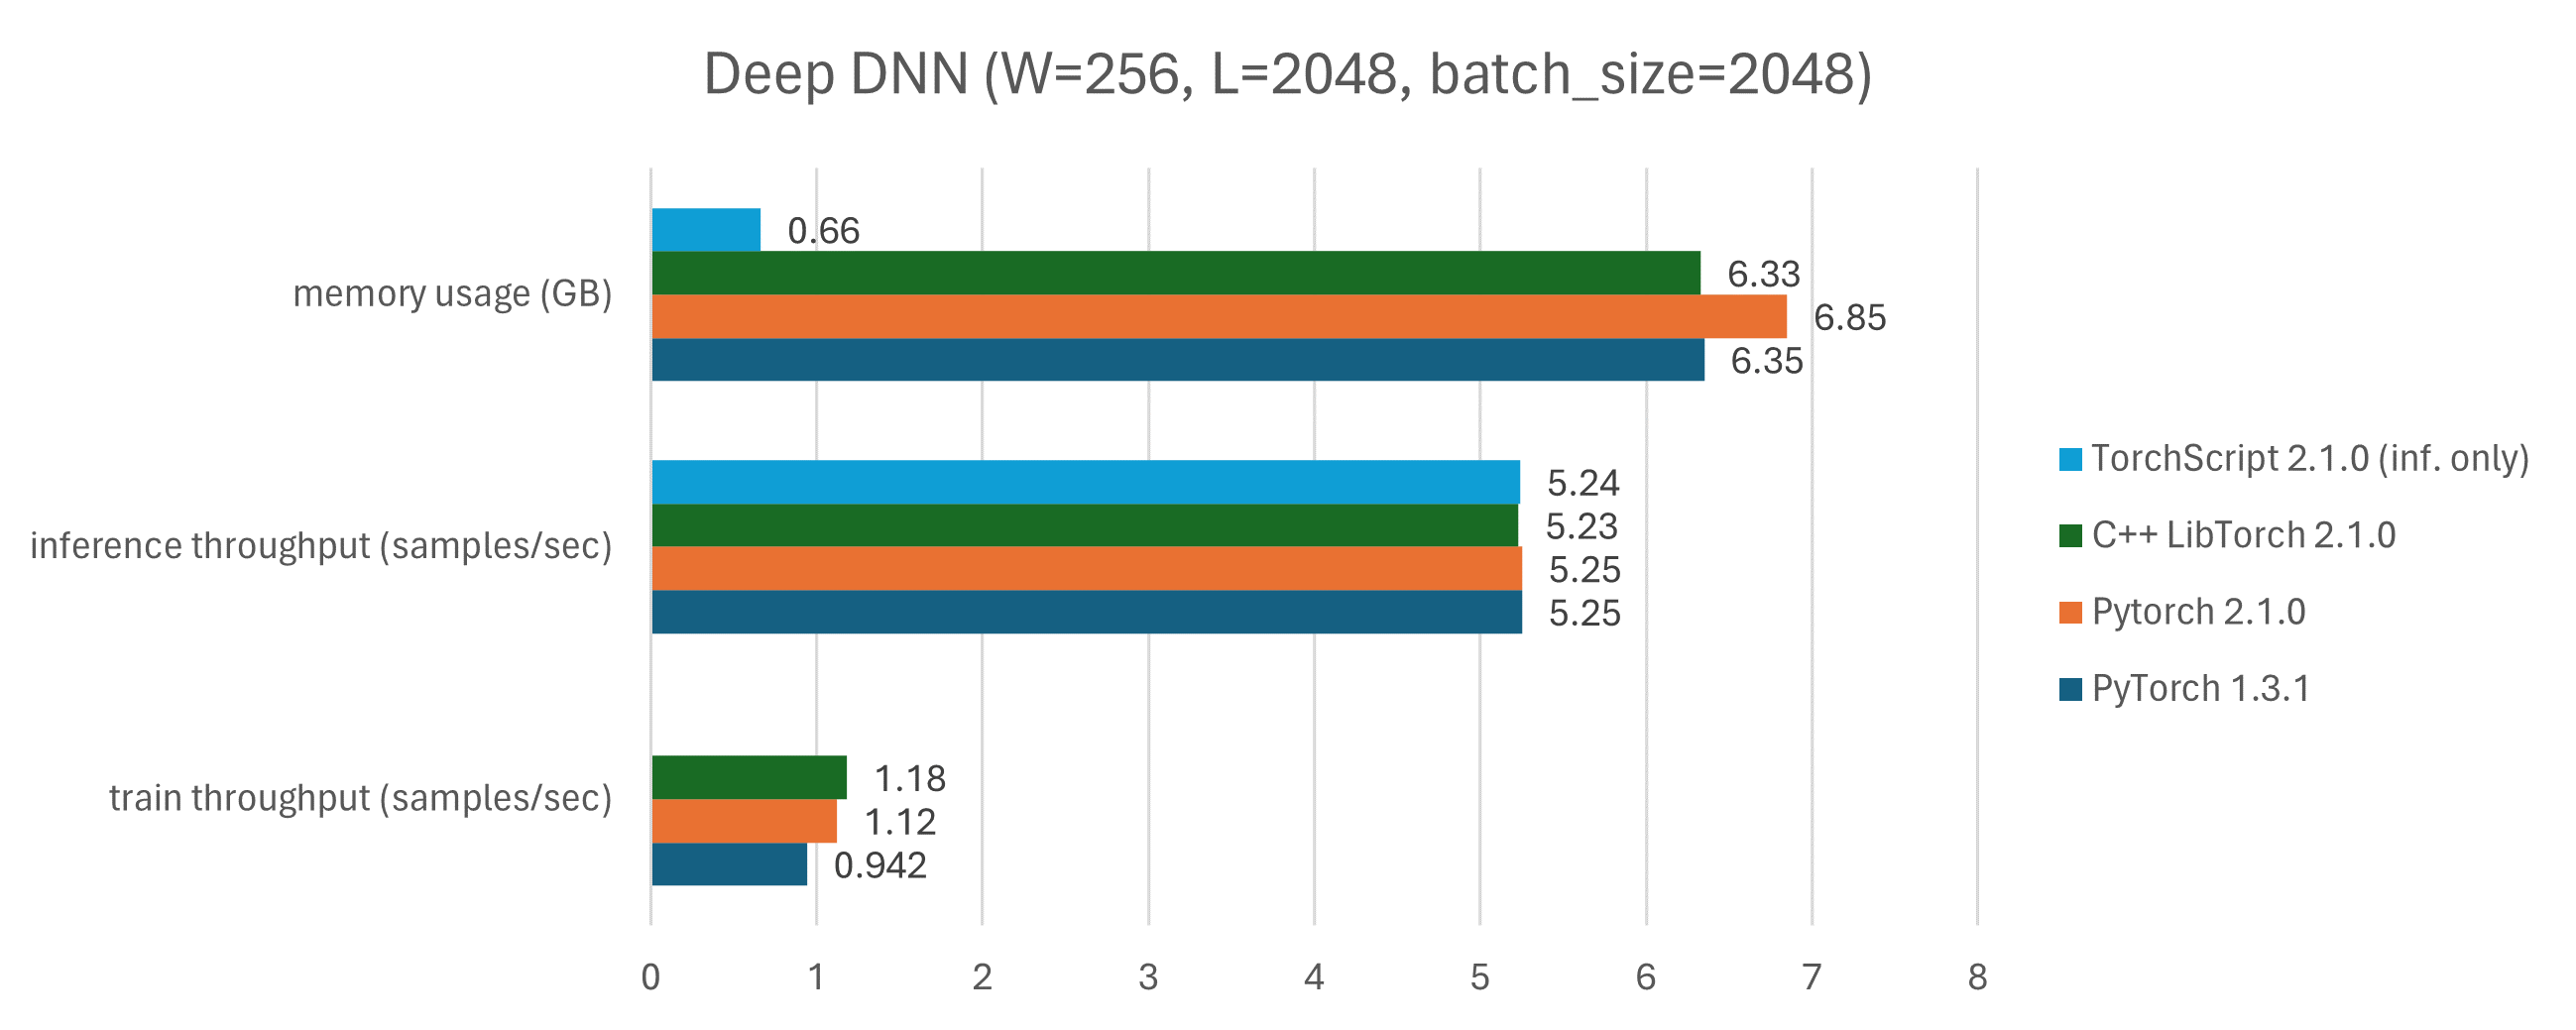 Deep DNN (W=256, L=2048, batch_size=2048)
memory usage (GB)
0.66
6.33
6.85
6.35
inference throughput (samples/sec)
5.24
5.23
5.25
5.25
train throughput (samples/sec)
1.18
1.12
0.942
0 1 2 3 4 5 6 7 8
TorchScript 2.1.0 (inf. only)
C++ LibTorch 2.1.0
Pytorch 2.1.0
PyTorch 1.3.1